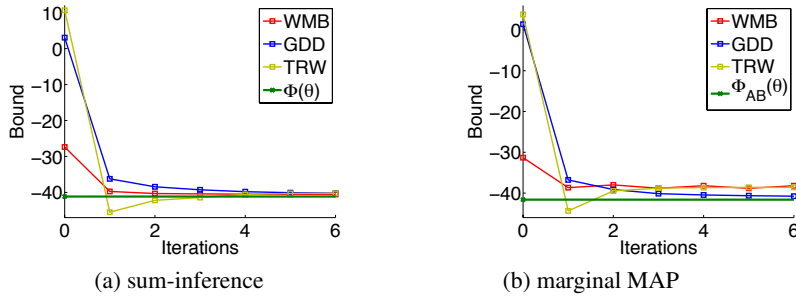 10
0
−10
−20
−30
−40
Bound
0
2
4
6
Iterations
WMB
GDD
TRW
Φ(θ)
(a) sum-inference
0
−10
−20
−30
−40
Bound
0
2
4
6
Iterations
WMB
GDD
TRW
Φ_AB(θ)
(b) marginal MAP